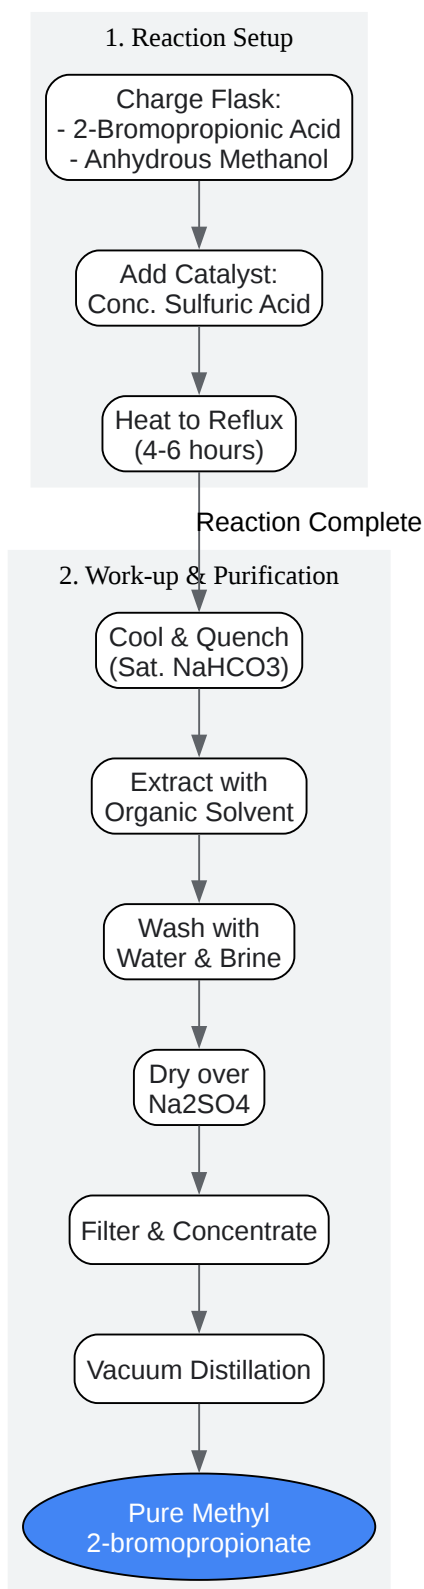 1. Reaction Setup
Charge Flask:
- 2-Bromopropionic Acid
- Anhydrous Methanol
Add Catalyst:
Conc. Sulfuric Acid
Heat to Reflux
(4-6 hours)
Reaction Complete
2. Work-up & Purification
Cool & Quench
(Sat. NaHCO3)
Extract with
Organic Solvent
Wash with
Water & Brine
Dry over
Na2SO4
Filter & Concentrate
Vacuum Distillation
Pure Methyl
2-bromopropionate